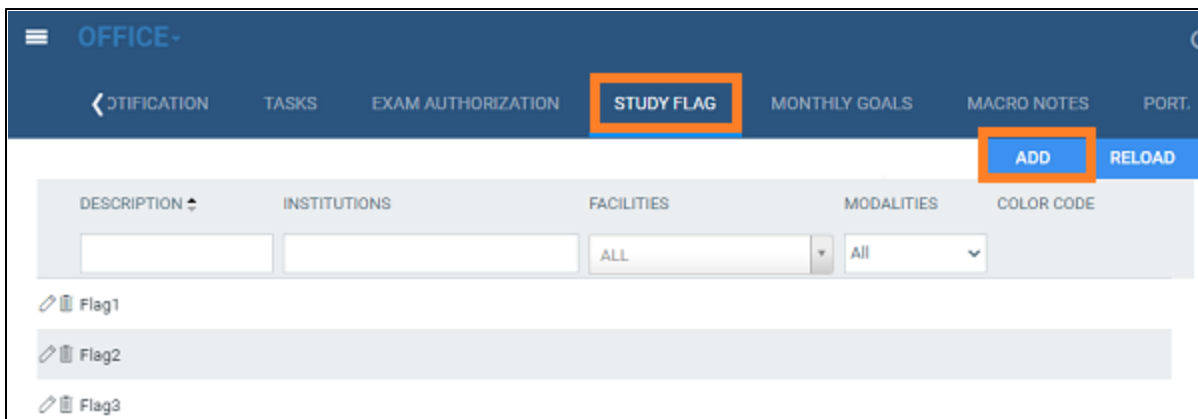 OFFICE
OTIFICATION TASKS EXAM AUTHORIZATION STUDY FLAG MONTHLY GOALS MACRO NOTES PORT.
ADD RELOAD
DESCRIPTION INSTITUTIONS FACILITIES MODALITIES COLOR CODE
ALL All
Flag1
Flag2
Flag3